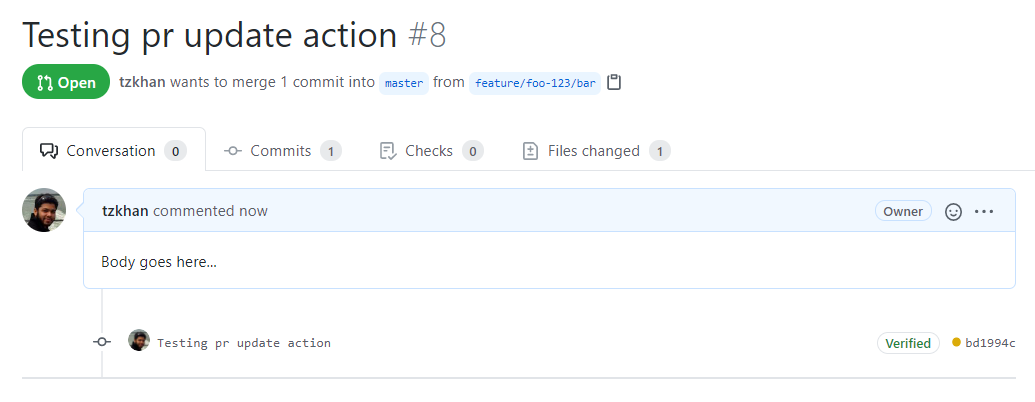 Testing pr update action #8
Open tzkhan wants to merge 1 commit into master from feature/foo-123/bar
Conversation 0 Commits 1 Checks 0 Files changed 1
tzkhan commented now Owner
Body goes here...
Testing pr update action Verified bd1994c